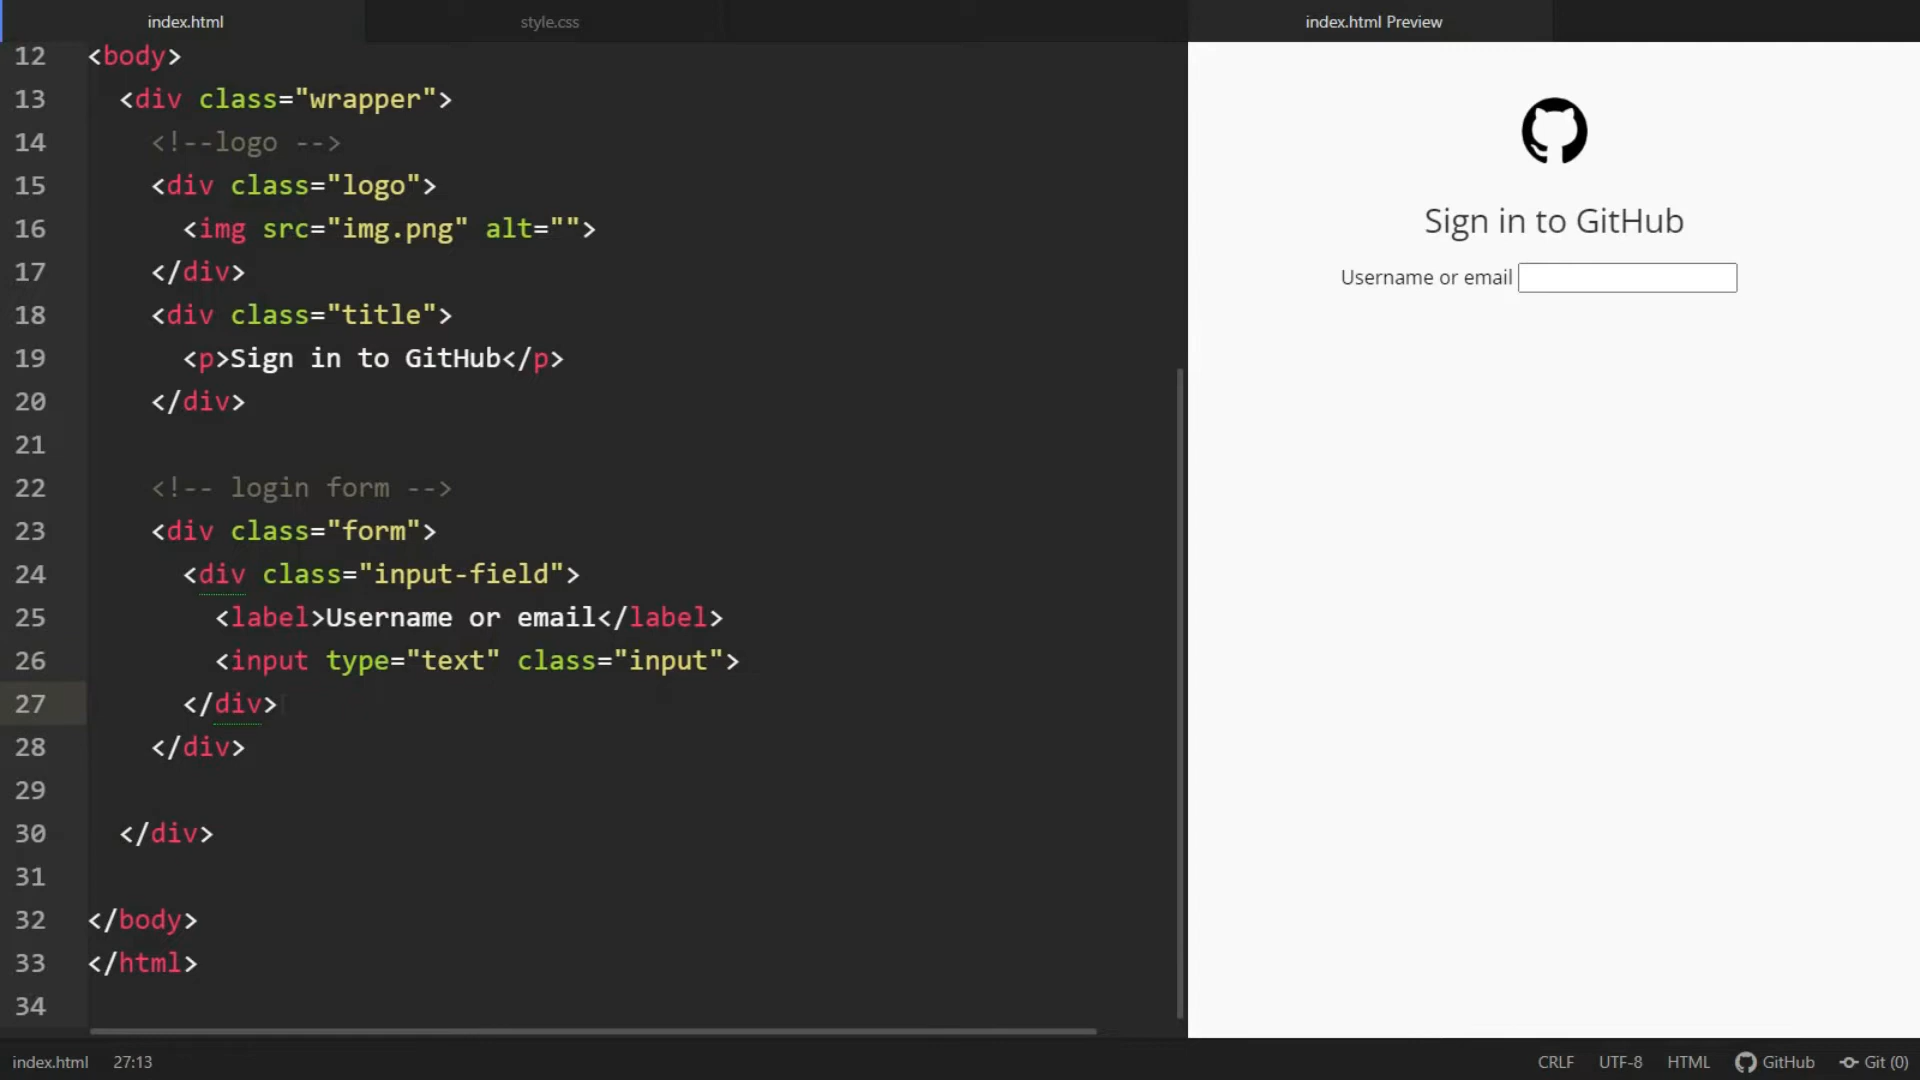 index.html
style.css
index.html Preview
12 <body>
13 <div class="wrapper">
14 <!--logo -->
15 <div class="logo">
16 <img src="img.png" alt="">
17 </div>
18 <div class="title">
19 <p>Sign in to GitHub</p>
20 </div>
21
22 <!-- login form -->
23 <div class="form">
24 <div class="input-field">
25 <label>Username or email</label>
26 <input type="text" class="input">
27 </div>
28 </div>
29
30 </div>
31
32 </body>
33 </html>
34
Sign in to GitHub
Username or email
index.html 27:13
CRLF UTF-8 HTML GitHub Git (0)